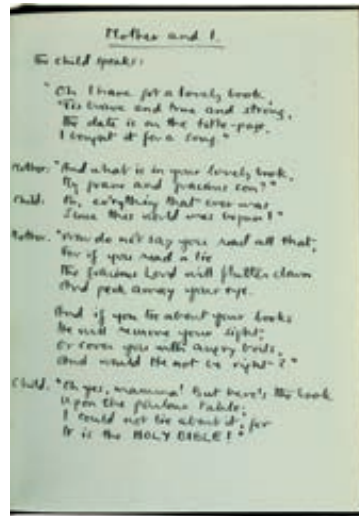 Mother and I.
The child speaks:
"Oh I have got a lovely book,
'Tis brave and true and strong,
The date is on the title-page,
I bought it for a song."
Mother. "And what is in your lovely book,
My brave and gracious son?"
Child. "Oh, everything that ever was
Since this world was begun!"
Mother. "Now do not say you read all that,
For if you read a lie
The gracious Lord will flutter down
And peck away your eye.
And if you lie about your books
He will remove your sight,
Or cover you with angry boils,
And would He not be right?"
Child. "Oh yes, mamma! But here's the book
Upon the parlour table;
I could not lie about it, for
It is the HOLY BIBLE!"